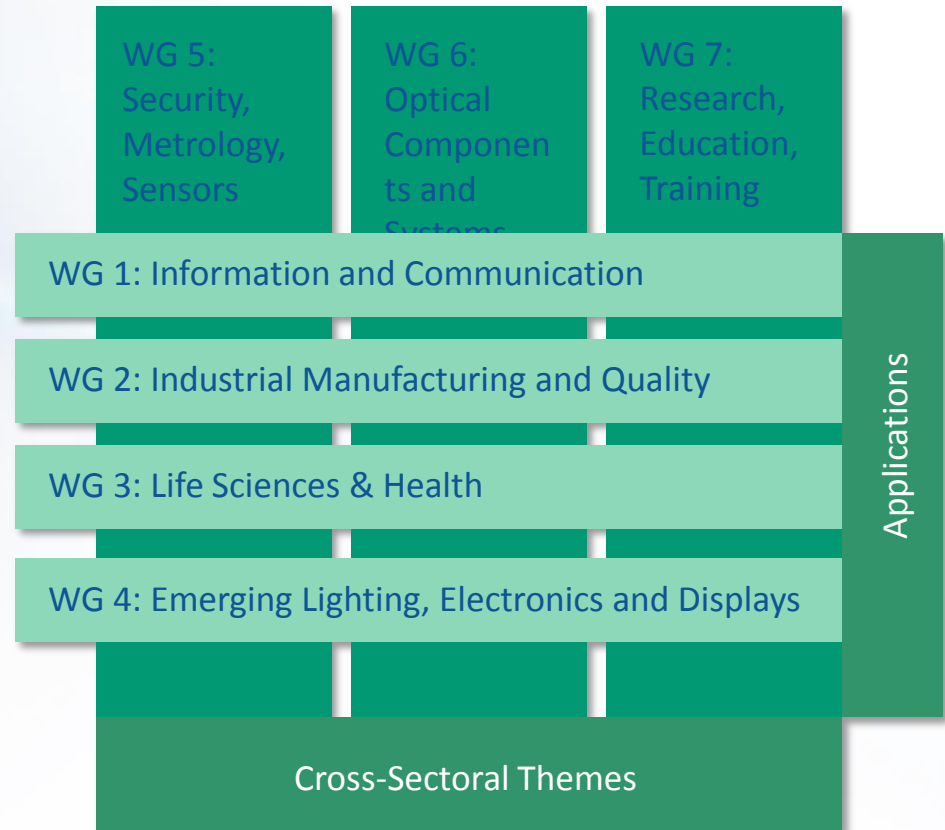 WG 5:
Security,
Metrology,
Sensors
WG 6:
Optical
Componen
ts and
Systems
WG 7:
Research,
Education,
Training
WG 1: Information and Communication
WG 2: Industrial Manufacturing and Quality
WG 3: Life Sciences & Health
WG 4: Emerging Lighting, Electronics and Displays
Applications
Cross-Sectoral Themes